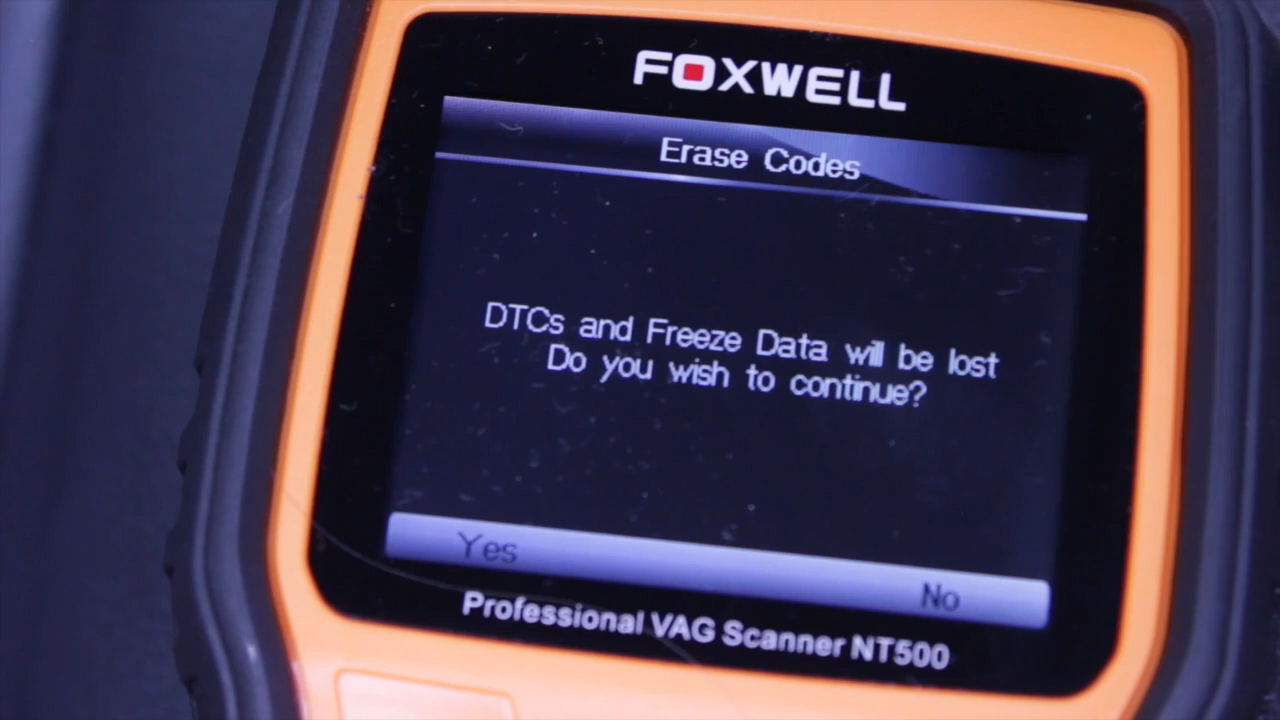 FOXWELL
Erase Codes
DTCs and Freeze Data will be lost
Do you wish to continue?
Yes
No
Professional VAG Scanner NT500